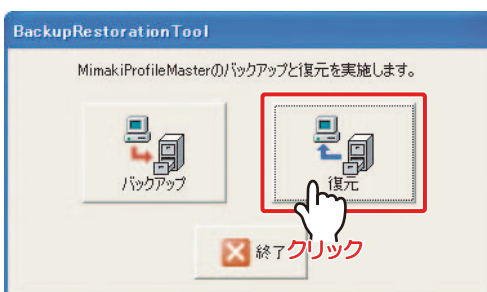 BackupRestorationTool
MimakiProfileMasterのバックアップと復元を実施します。
バックアップ
復元
終了
クリック